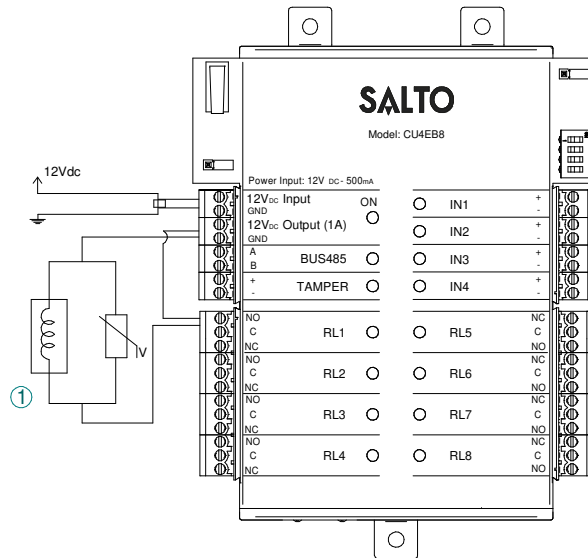 SALTO
Model: CU4EB8
Power Input: 12V DC - 500mA
12Vdc
12VDC Input
GND
12VDC Output (1A)
GND
ON
A
B
BUS485
+
-
TAMPER
IN1
+
-
IN2
IN3
+
-
IN4
+
-
NO
C
NC
RL1
NO
C
NC
RL2
NO
C
NC
RL3
NO
C
NC
RL4
RL5
NC
C
NO
RL6
NC
C
NO
RL7
NC
C
NO
RL8
NC
C
NO
V
1